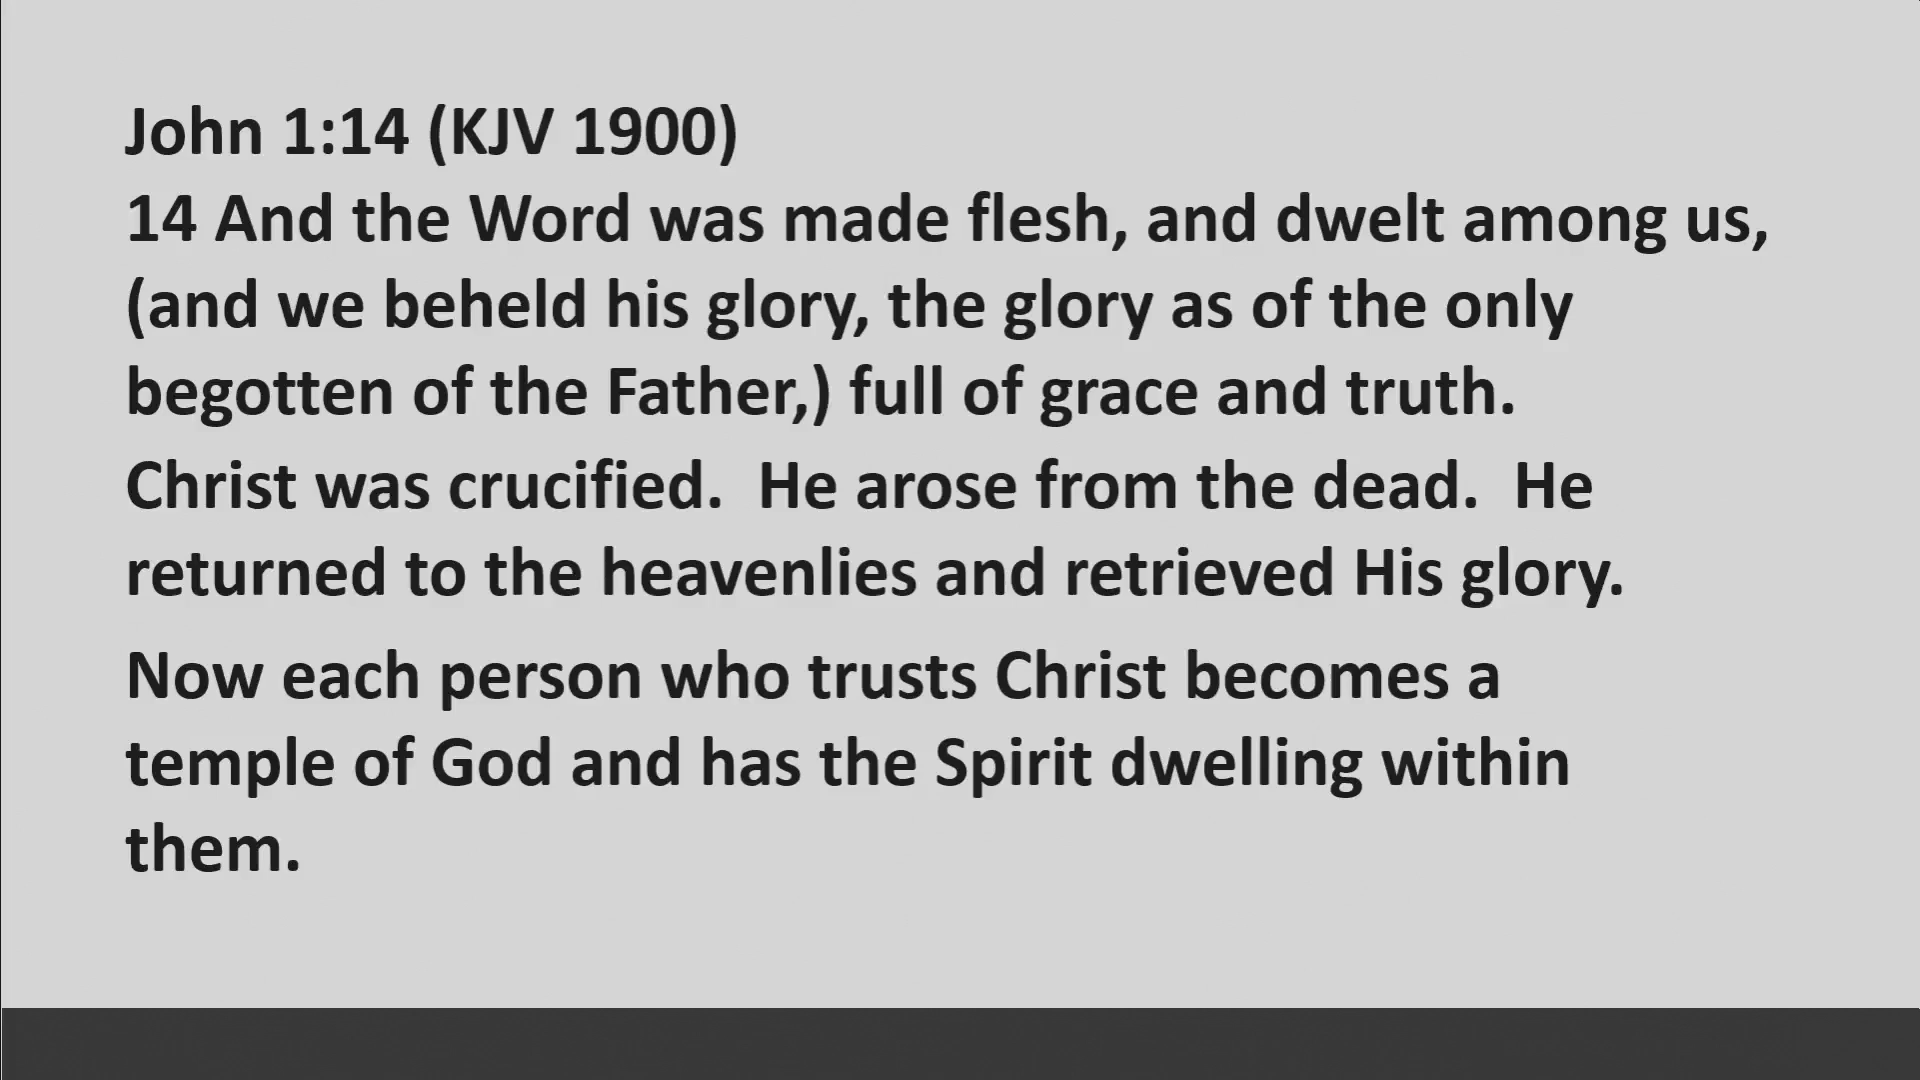 John 1:14 (KJV 1900)
14 And the Word was made flesh, and dwelt among us,
(and we beheld his glory, the glory as of the only
begotten of the Father,) full of grace and truth.
Christ was crucified.  He arose from the dead.  He
returned to the heavenlies and retrieved His glory.
Now each person who trusts Christ becomes a
temple of God and has the Spirit dwelling within
them.